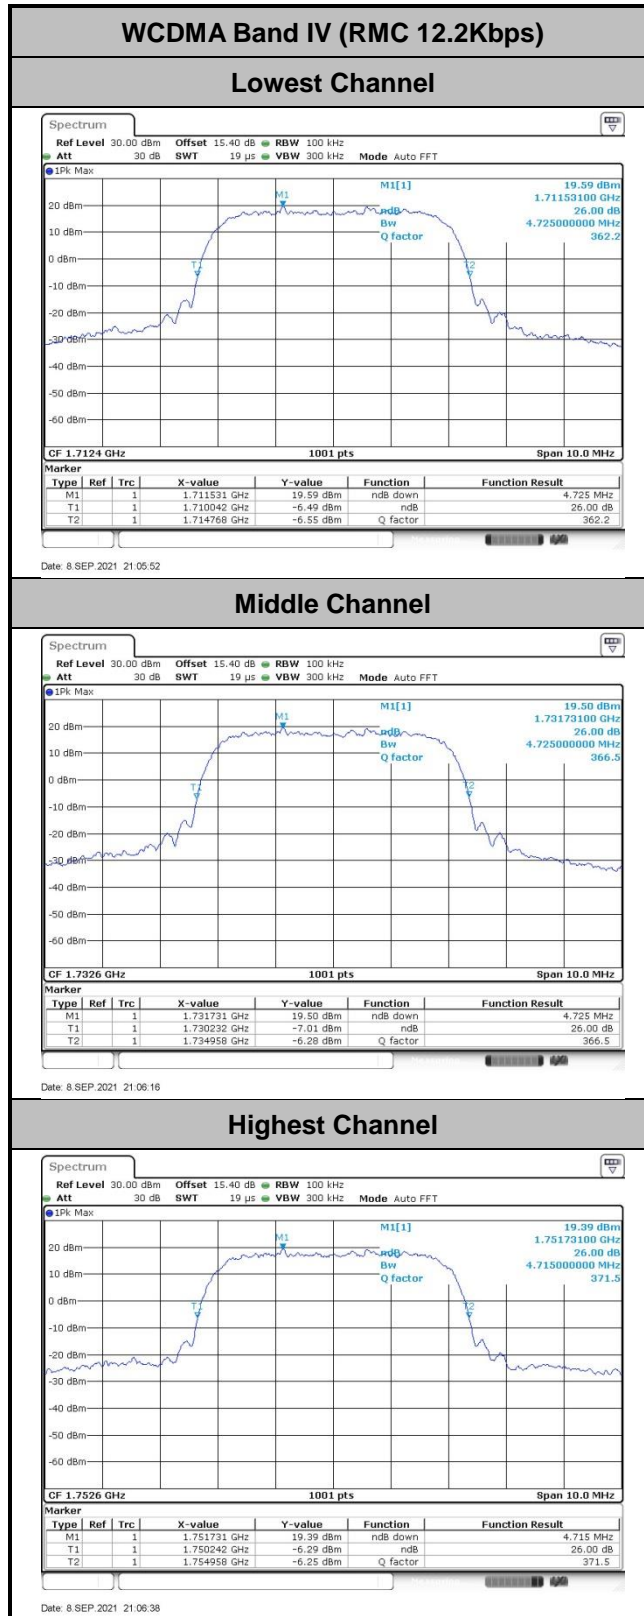 WCDMA Band IV (RMC 12.2Kbps)
Lowest Channel
Spectrum
Ref Level 30.00 dBm Offset 15.40 dB RBW 100 kHz
Att 30 dB SWT 19 µs VBW 300 kHz Mode Auto FFT
1Pk Max
M1[1] 19.59 dBm
1.71153100 GHz
ndB 26.00 dB
Bw 4.725000000 MHz
Q factor 362.2
M1
T1
T2
20 dBm
10 dBm
0 dBm
-10 dBm
-20 dBm
-30 dBm
-40 dBm
-50 dBm
-60 dBm
CF 1.7124 GHz 1001 pts Span 10.0 MHz
Marker
Type Ref Trc X-value Y-value Function Function Result
M1 1 1.711531 GHz 19.59 dBm ndB down 4.725 MHz
T1 1 1.710042 GHz -6.49 dBm ndB 26.00 dB
T2 1 1.714768 GHz -6.55 dBm Q factor 362.2
Date: 8.SEP.2021 21:05:52
Middle Channel
Spectrum
Ref Level 30.00 dBm Offset 15.40 dB RBW 100 kHz
Att 30 dB SWT 19 µs VBW 300 kHz Mode Auto FFT
1Pk Max
M1[1] 19.50 dBm
1.73173100 GHz
ndB 26.00 dB
Bw 4.725000000 MHz
Q factor 366.5
M1
T1
T2
20 dBm
10 dBm
0 dBm
-10 dBm
-20 dBm
-30 dBm
-40 dBm
-50 dBm
-60 dBm
CF 1.7326 GHz 1001 pts Span 10.0 MHz
Marker
Type Ref Trc X-value Y-value Function Function Result
M1 1 1.731731 GHz 19.50 dBm ndB down 4.725 MHz
T1 1 1.730232 GHz -7.01 dBm ndB 26.00 dB
T2 1 1.734958 GHz -6.28 dBm Q factor 366.5
Date: 8.SEP.2021 21:06:16
Highest Channel
Spectrum
Ref Level 30.00 dBm Offset 15.40 dB RBW 100 kHz
Att 30 dB SWT 19 µs VBW 300 kHz Mode Auto FFT
1Pk Max
M1[1] 19.39 dBm
1.75173100 GHz
ndB 26.00 dB
Bw 4.715000000 MHz
Q factor 371.5
M1
T1
T2
20 dBm
10 dBm
0 dBm
-10 dBm
-20 dBm
-30 dBm
-40 dBm
-50 dBm
-60 dBm
CF 1.7526 GHz 1001 pts Span 10.0 MHz
Marker
Type Ref Trc X-value Y-value Function Function Result
M1 1 1.751731 GHz 19.39 dBm ndB down 4.715 MHz
T1 1 1.750242 GHz -6.29 dBm ndB 26.00 dB
T2 1 1.754958 GHz -6.25 dBm Q factor 371.5
Date: 8.SEP.2021 21:06:38